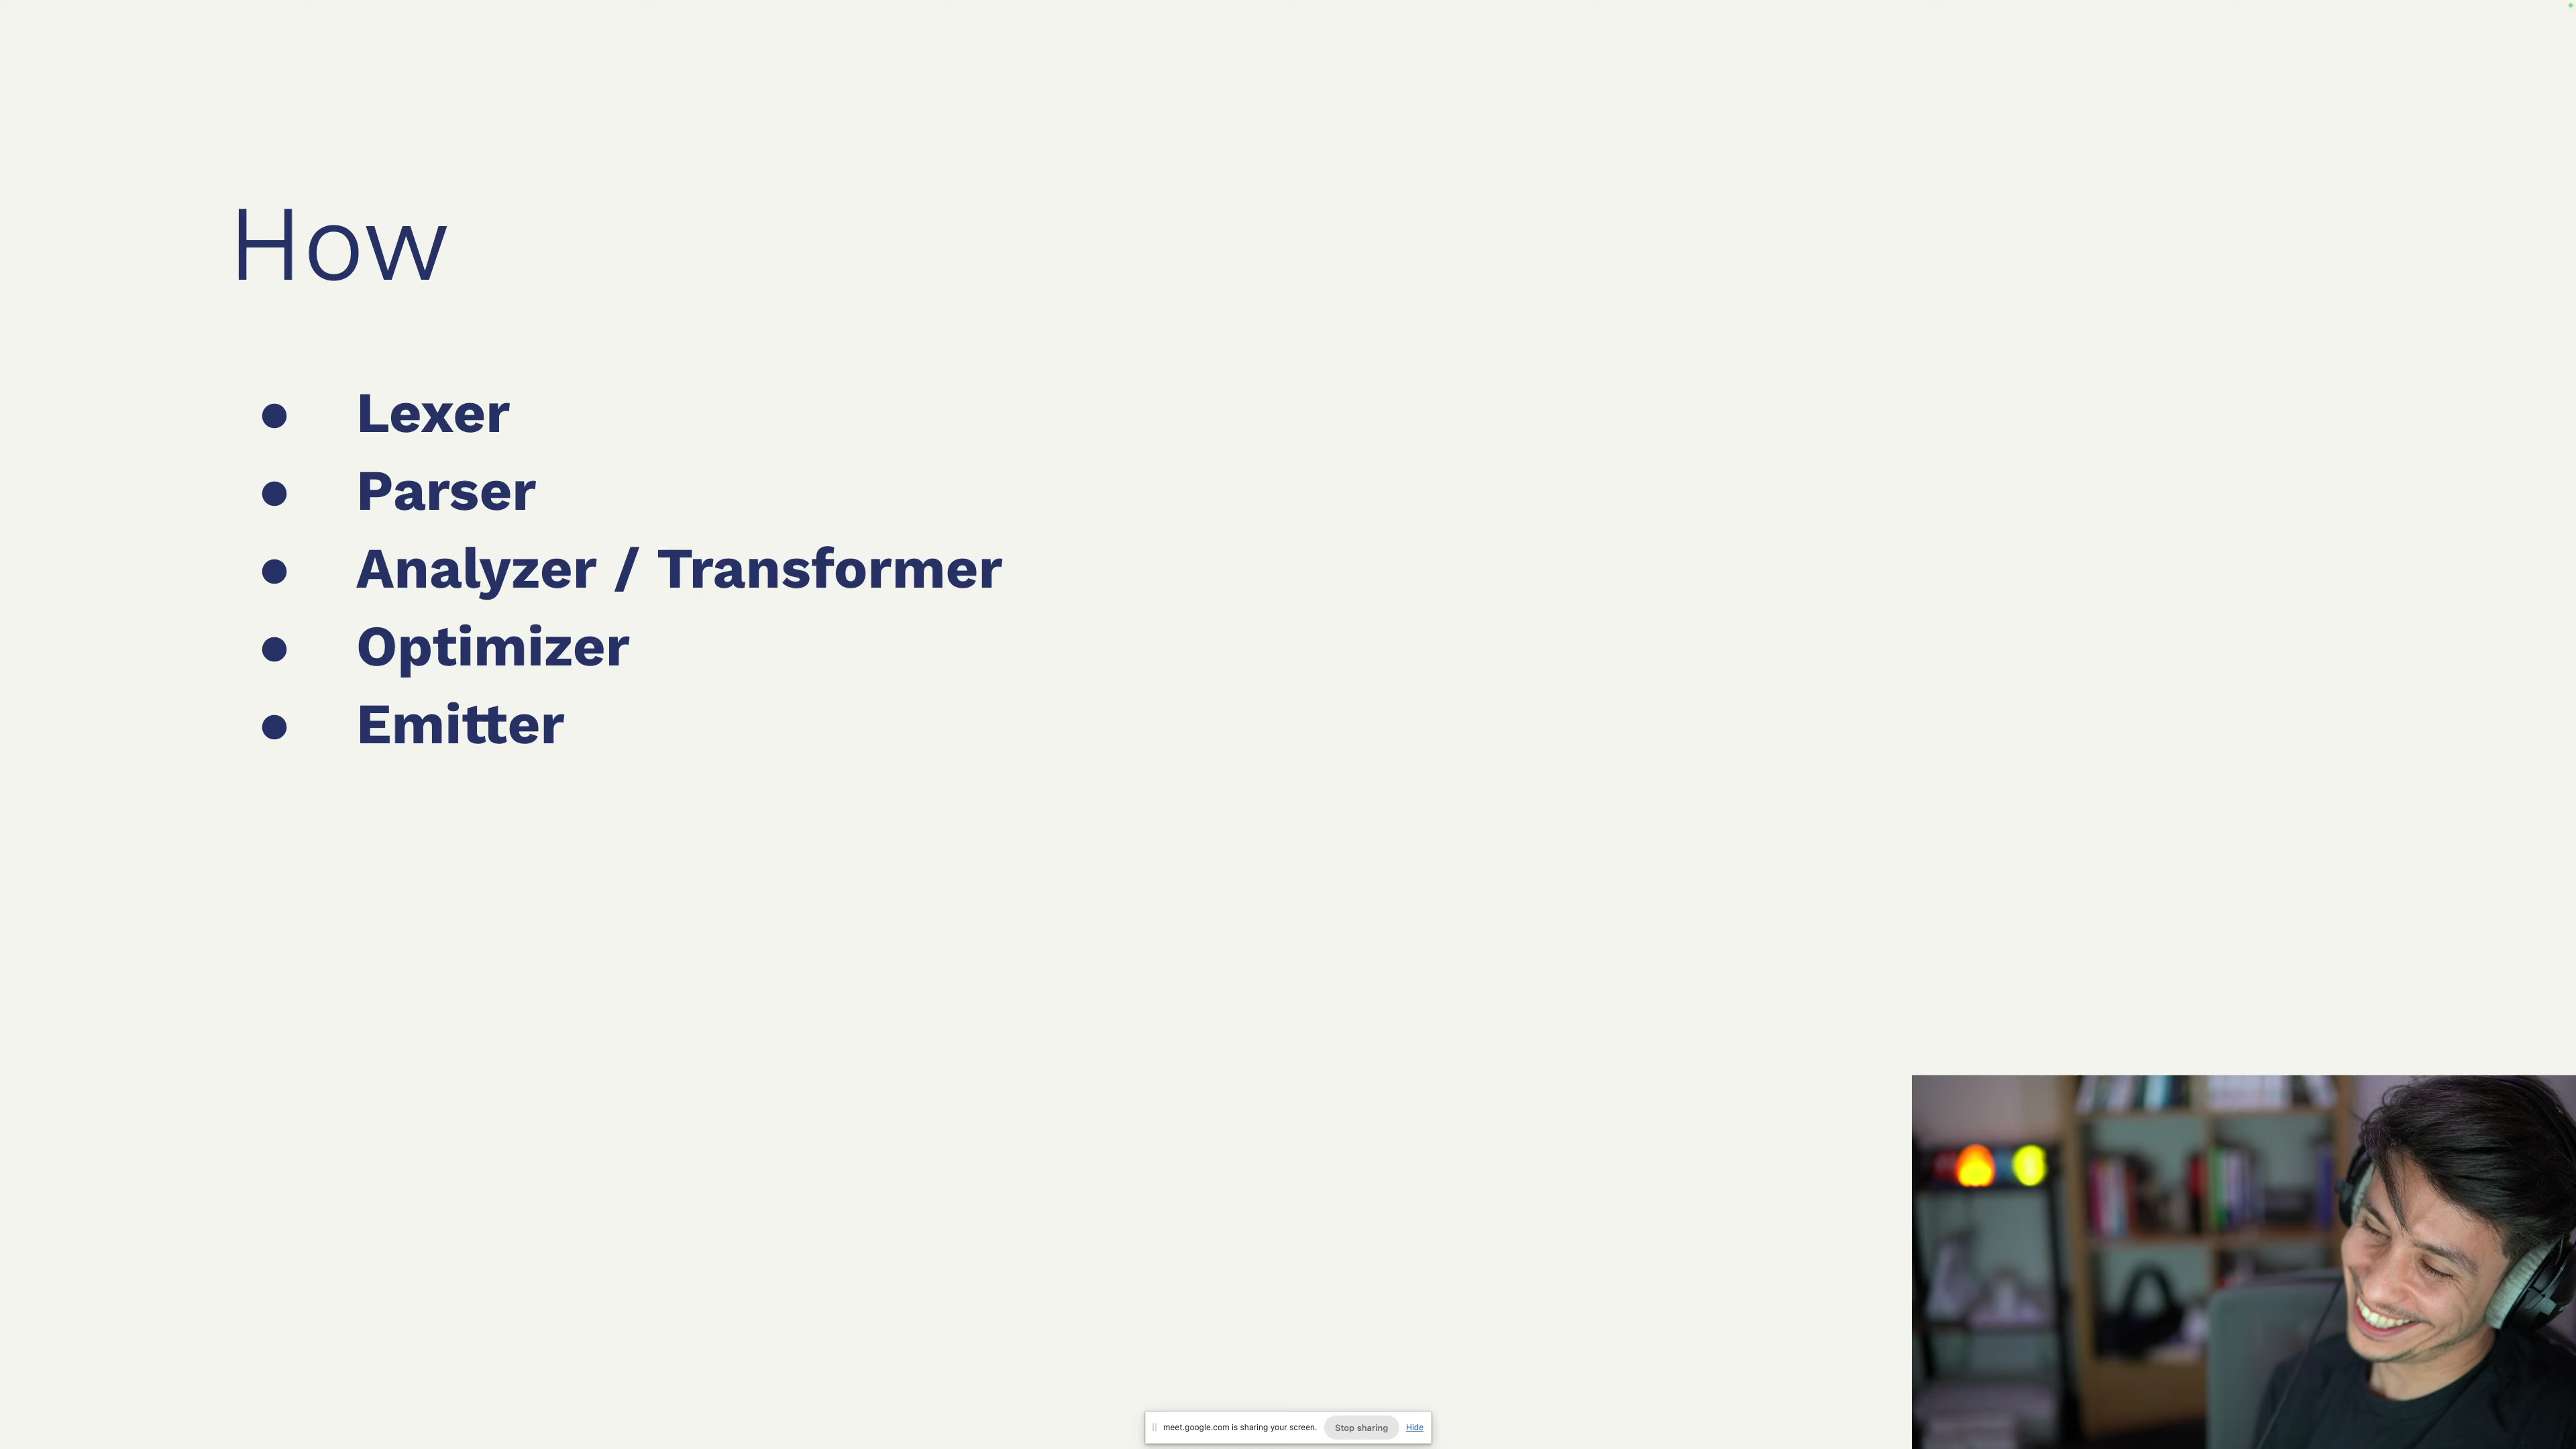 How
● Lexer
● Parser
● Analyzer / Transformer
● Optimizer
● Emitter
meet.google.com is sharing your screen. Stop sharing Hide